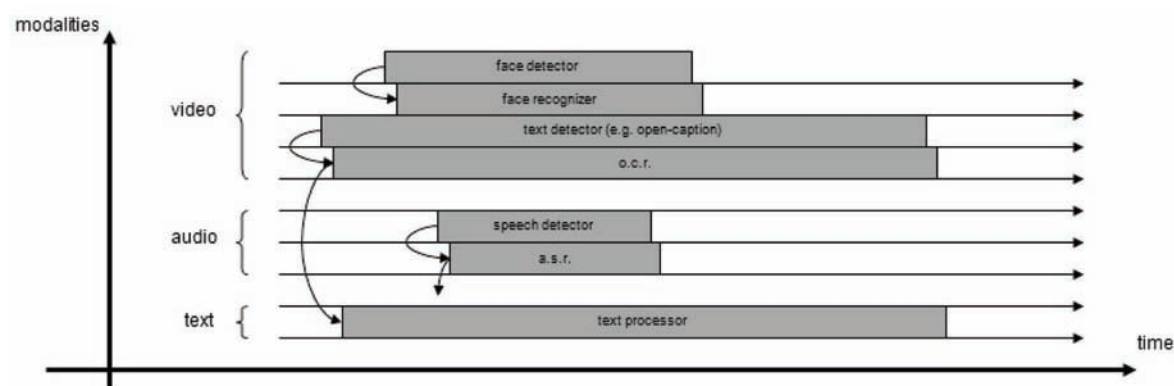 modalities
face detector
face recognizer
video
text detector (e.g. open-caption)
o.c.r.
speech detector
audio
a.s.r.
text
text processor
time